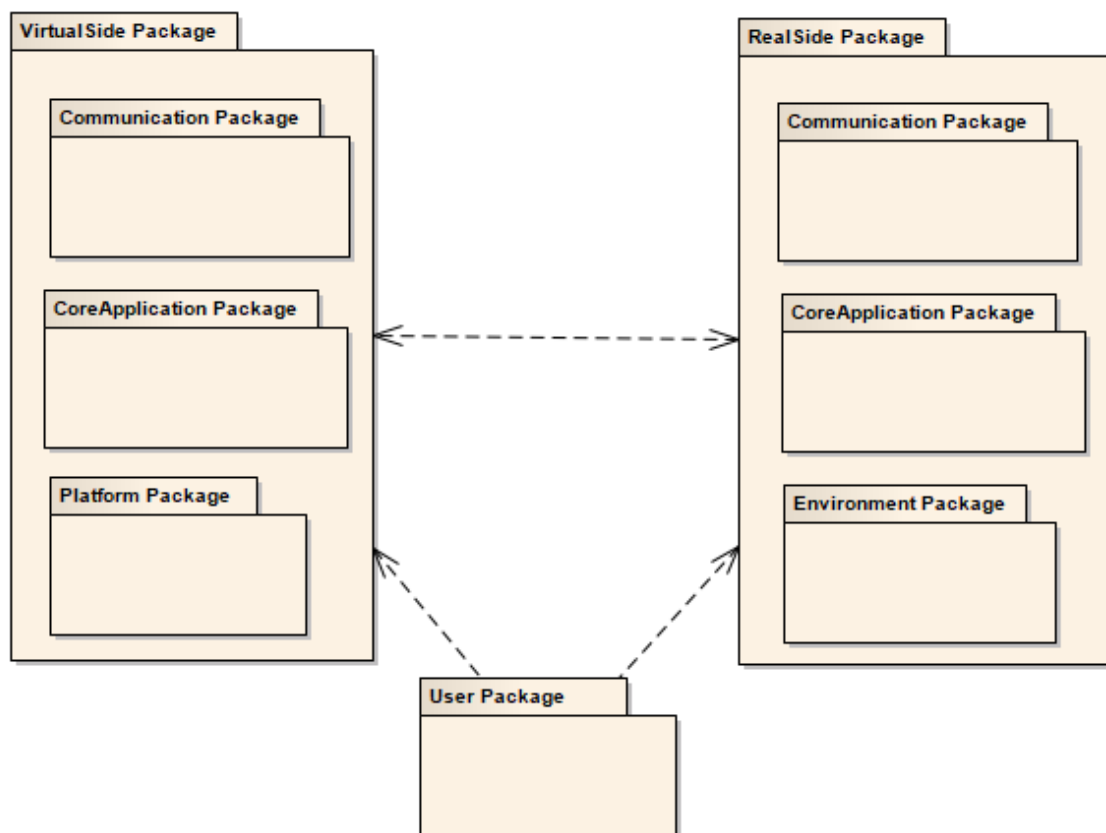 VirtualSide Package
Communication Package
CoreApplication Package
Platform Package
RealSide Package
Communication Package
CoreApplication Package
Environment Package
User Package